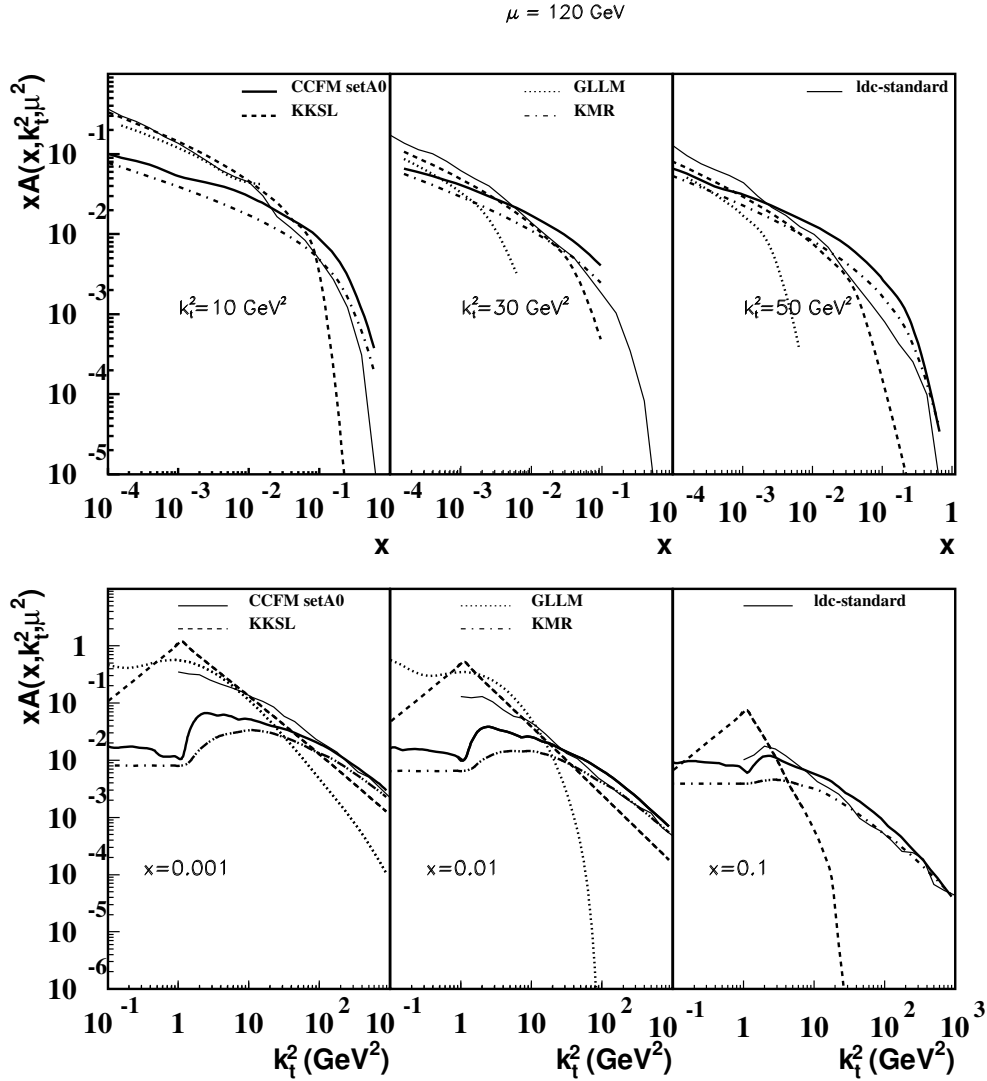 μ = 120 GeV
CCFM setA0
KKSL
GLLM
KMR
ldc-standard
xA(x,k_t^2,μ^2)
10^-1
10^-2
10^-3
10^-4
10^-5
k_t^2=10 GeV^2
k_t^2=30 GeV^2
k_t^2=50 GeV^2
10^-4 10^-3 10^-2 10^-1
10^-4 10^-3 10^-2 10^-1
10^-4 10^-3 10^-2 10^-1 1
x
x
x
CCFM setA0
KKSL
GLLM
KMR
ldc-standard
xA(x,k_t^2,μ^2)
1
10^-1
10^-2
10^-3
10^-4
10^-5
10^-6
x=0.001
x=0.01
x=0.1
10^-1 1 10 10^2
10^-1 1 10 10^2
10^-1 1 10 10^2 10^3
k_t^2 (GeV^2)
k_t^2 (GeV^2)
k_t^2 (GeV^2)